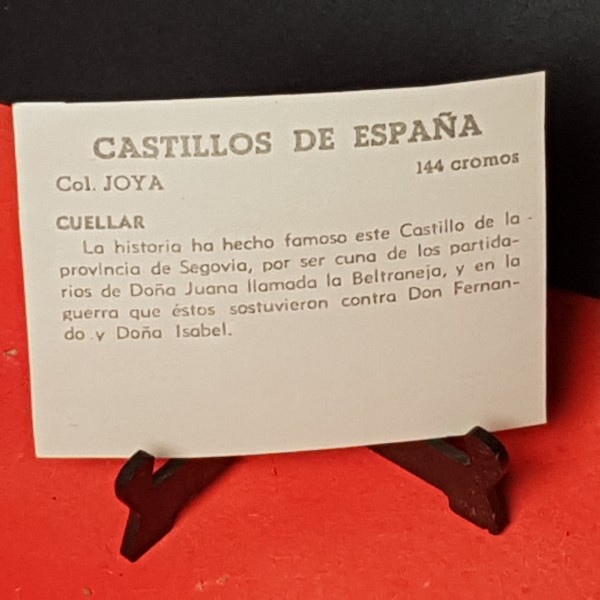 CASTILLOS DE ESPAÑA
Col. JOYA 144 cromos
CUELLAR
La historia ha hecho famoso este Castillo de la
provincia de Segovia, por ser cuna de los partida-
rios de Doña Juana llamada la Beltraneja, y en la
guerra que éstos sostuvieron contra Don Fernan-
do y Doña Isabel.